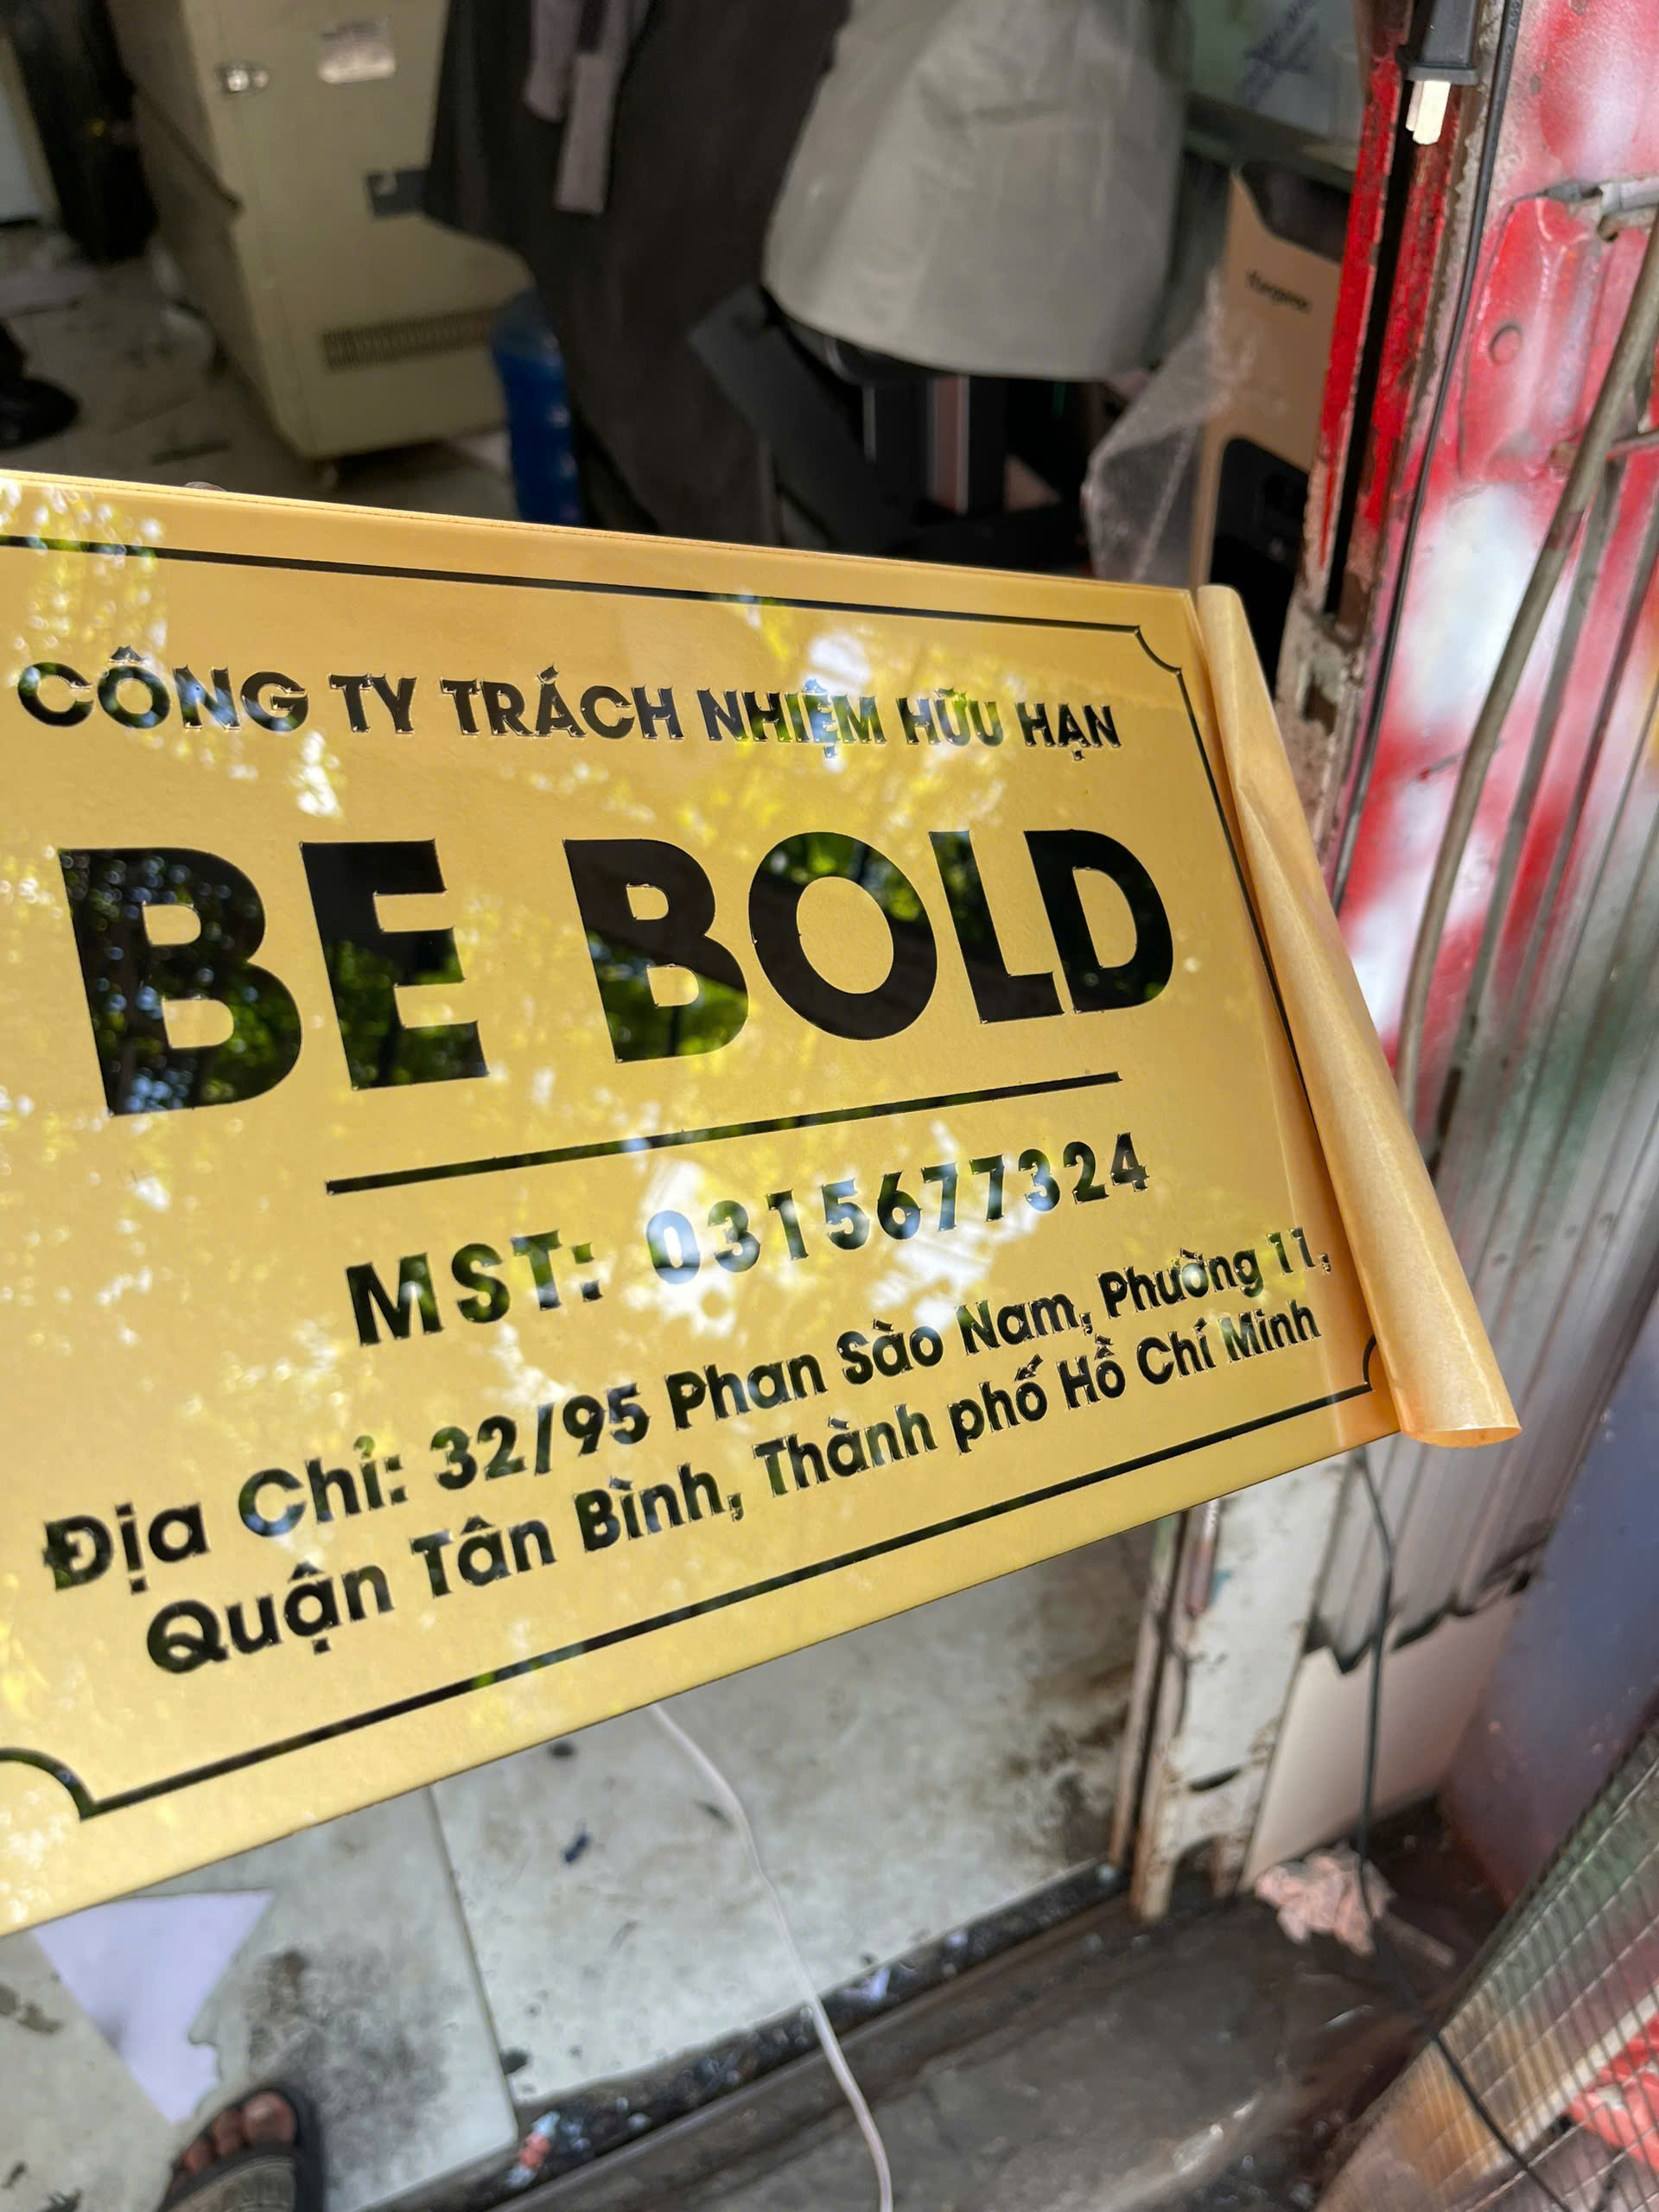 CÔNG TY TRÁCH NHIỆM HỮU HẠN
BE BOLD
MST: 0315677324
Địa Chỉ: 32/95 Phan Sào Nam, Phường 11,
Quận Tân Bình, Thành phố Hồ Chí Minh